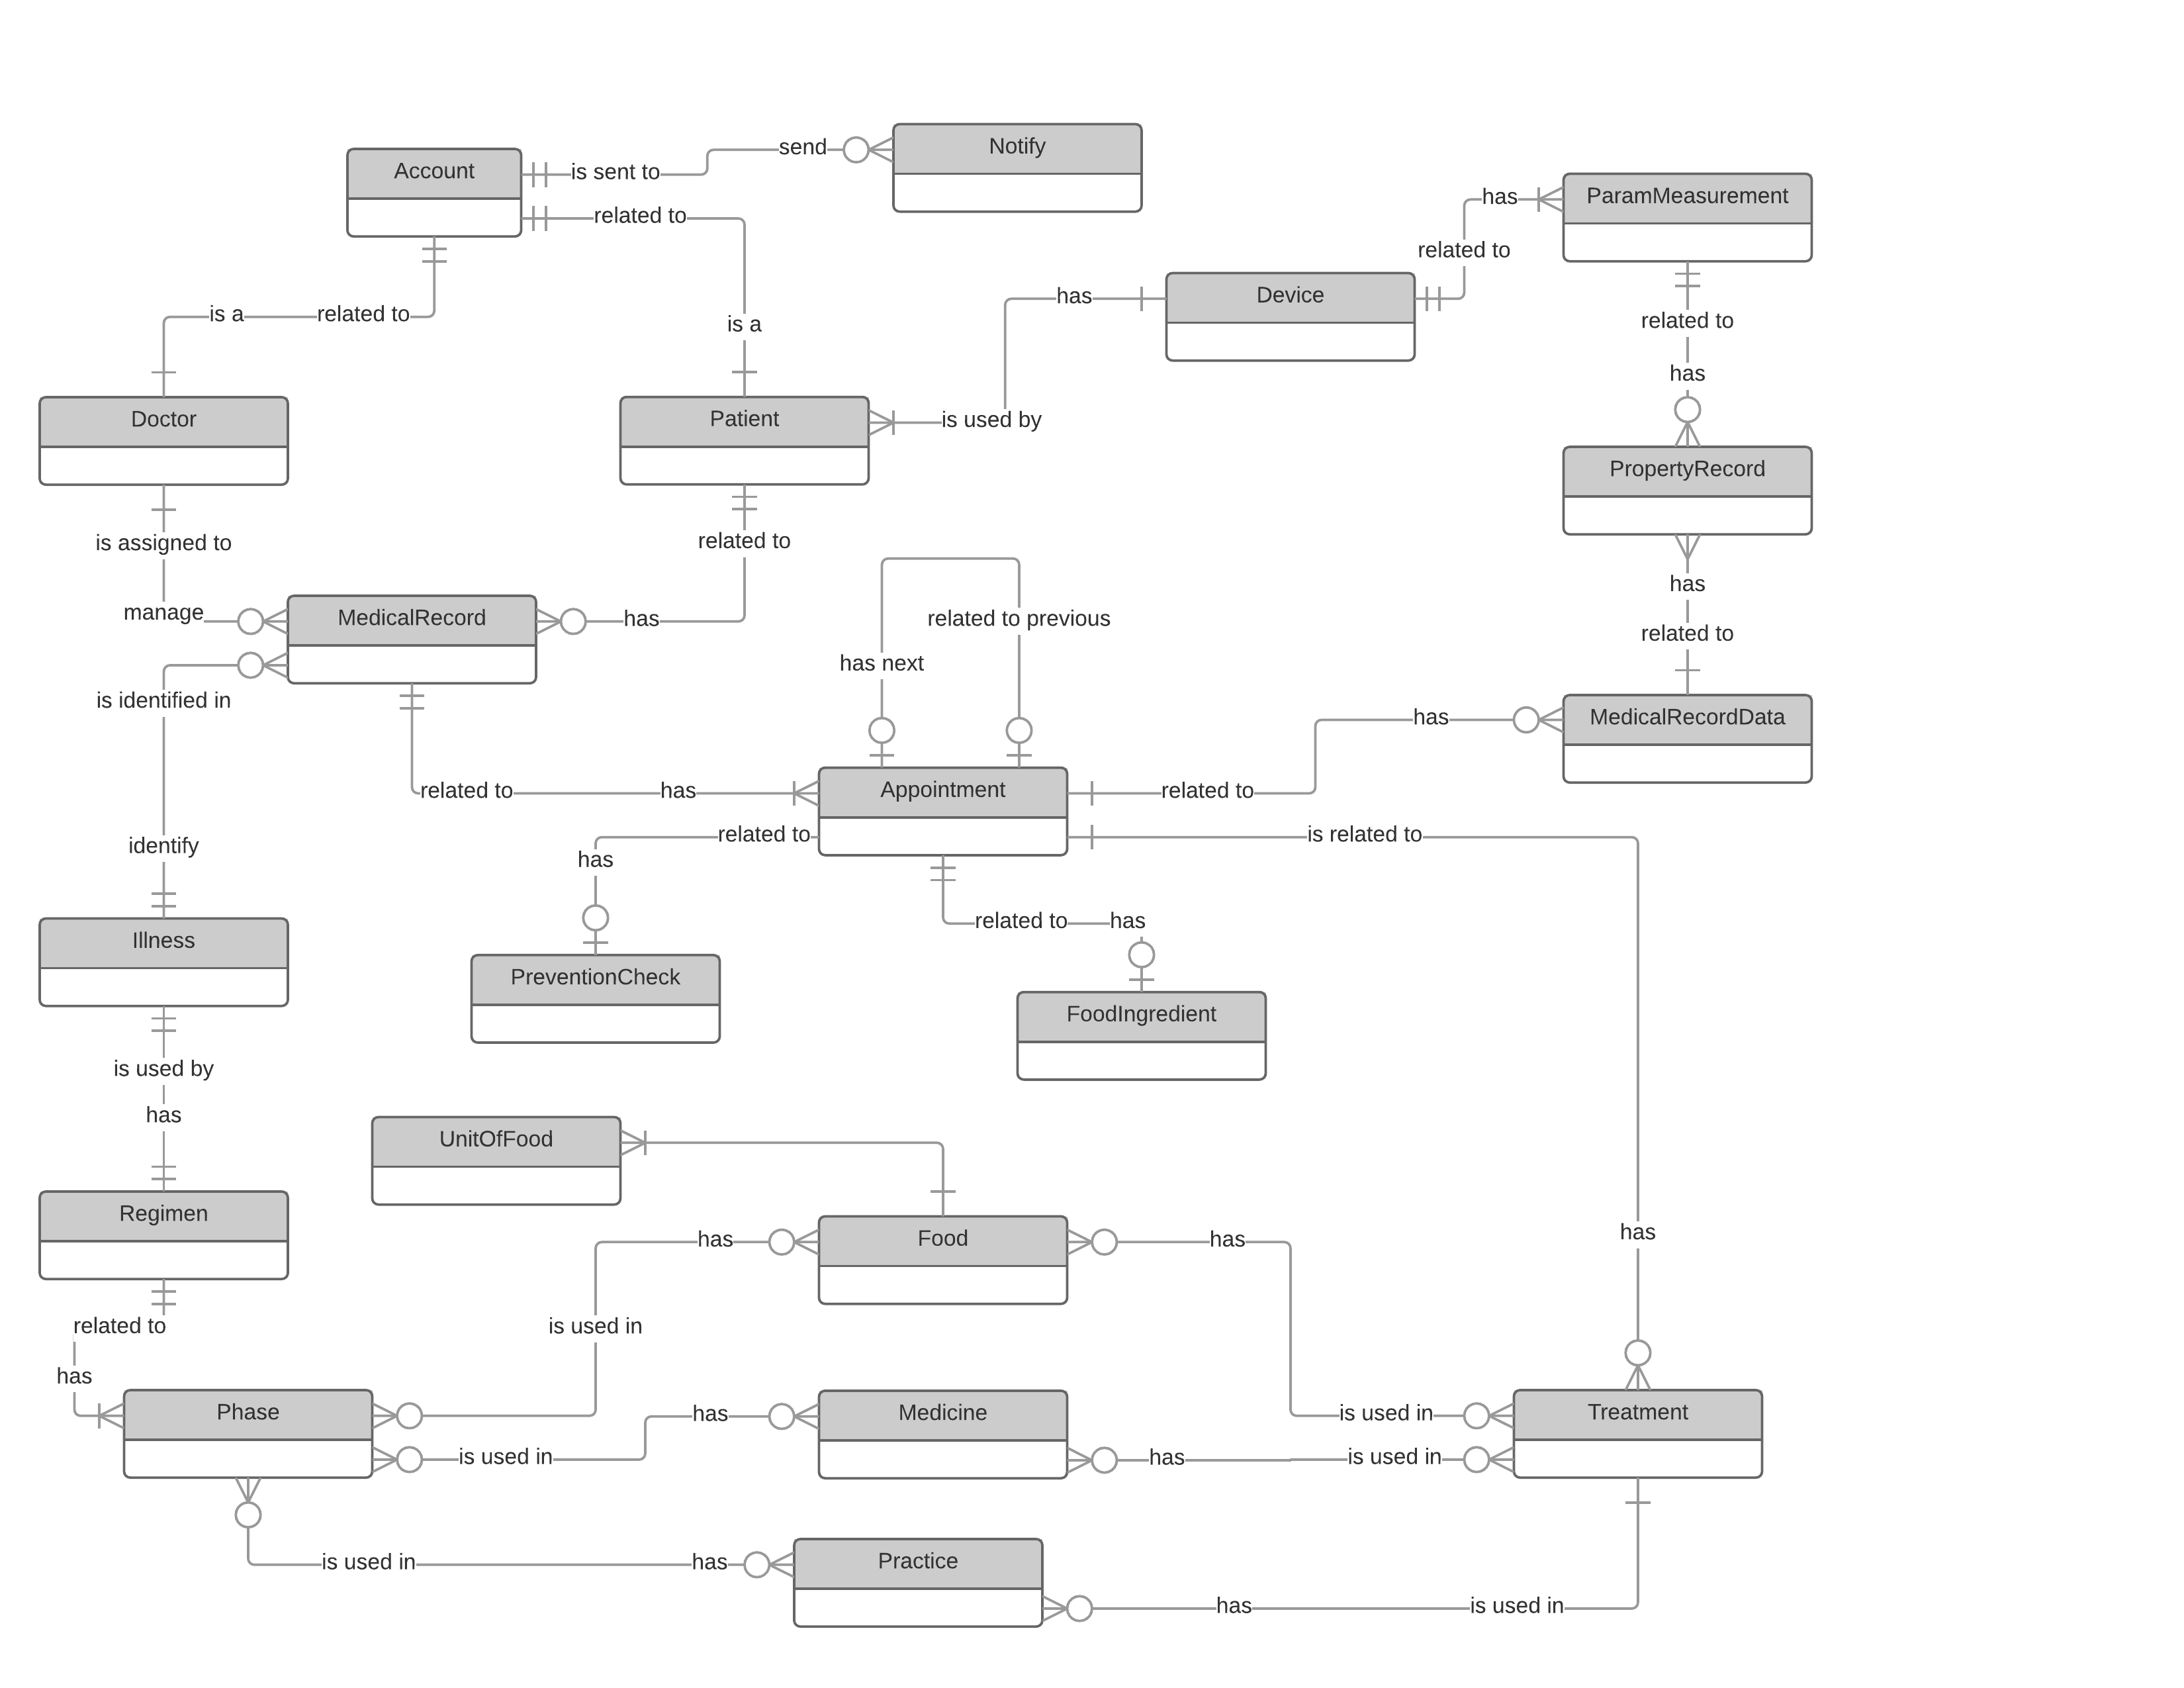 Notify
send
Account
is sent to
ParamMeasurement
has
related to
related to
Device
has
related to
is a
related to
is a
has
Doctor
Patient
is used by
PropertyRecord
is assigned to
related to
has
manage
MedicalRecord
has
related to previous
related to
has next
is identified in
has
MedicalRecordData
related to
has
Appointment
related to
identify
related to
is related to
has
related to
has
Illness
PreventionCheck
FoodIngredient
is used by
has
UnitOfFood
Regimen
has
Food
has
has
related to
is used in
has
Phase
has
Medicine
is used in
Treatment
is used in
has
is used in
is used in
has
Practice
has
is used in